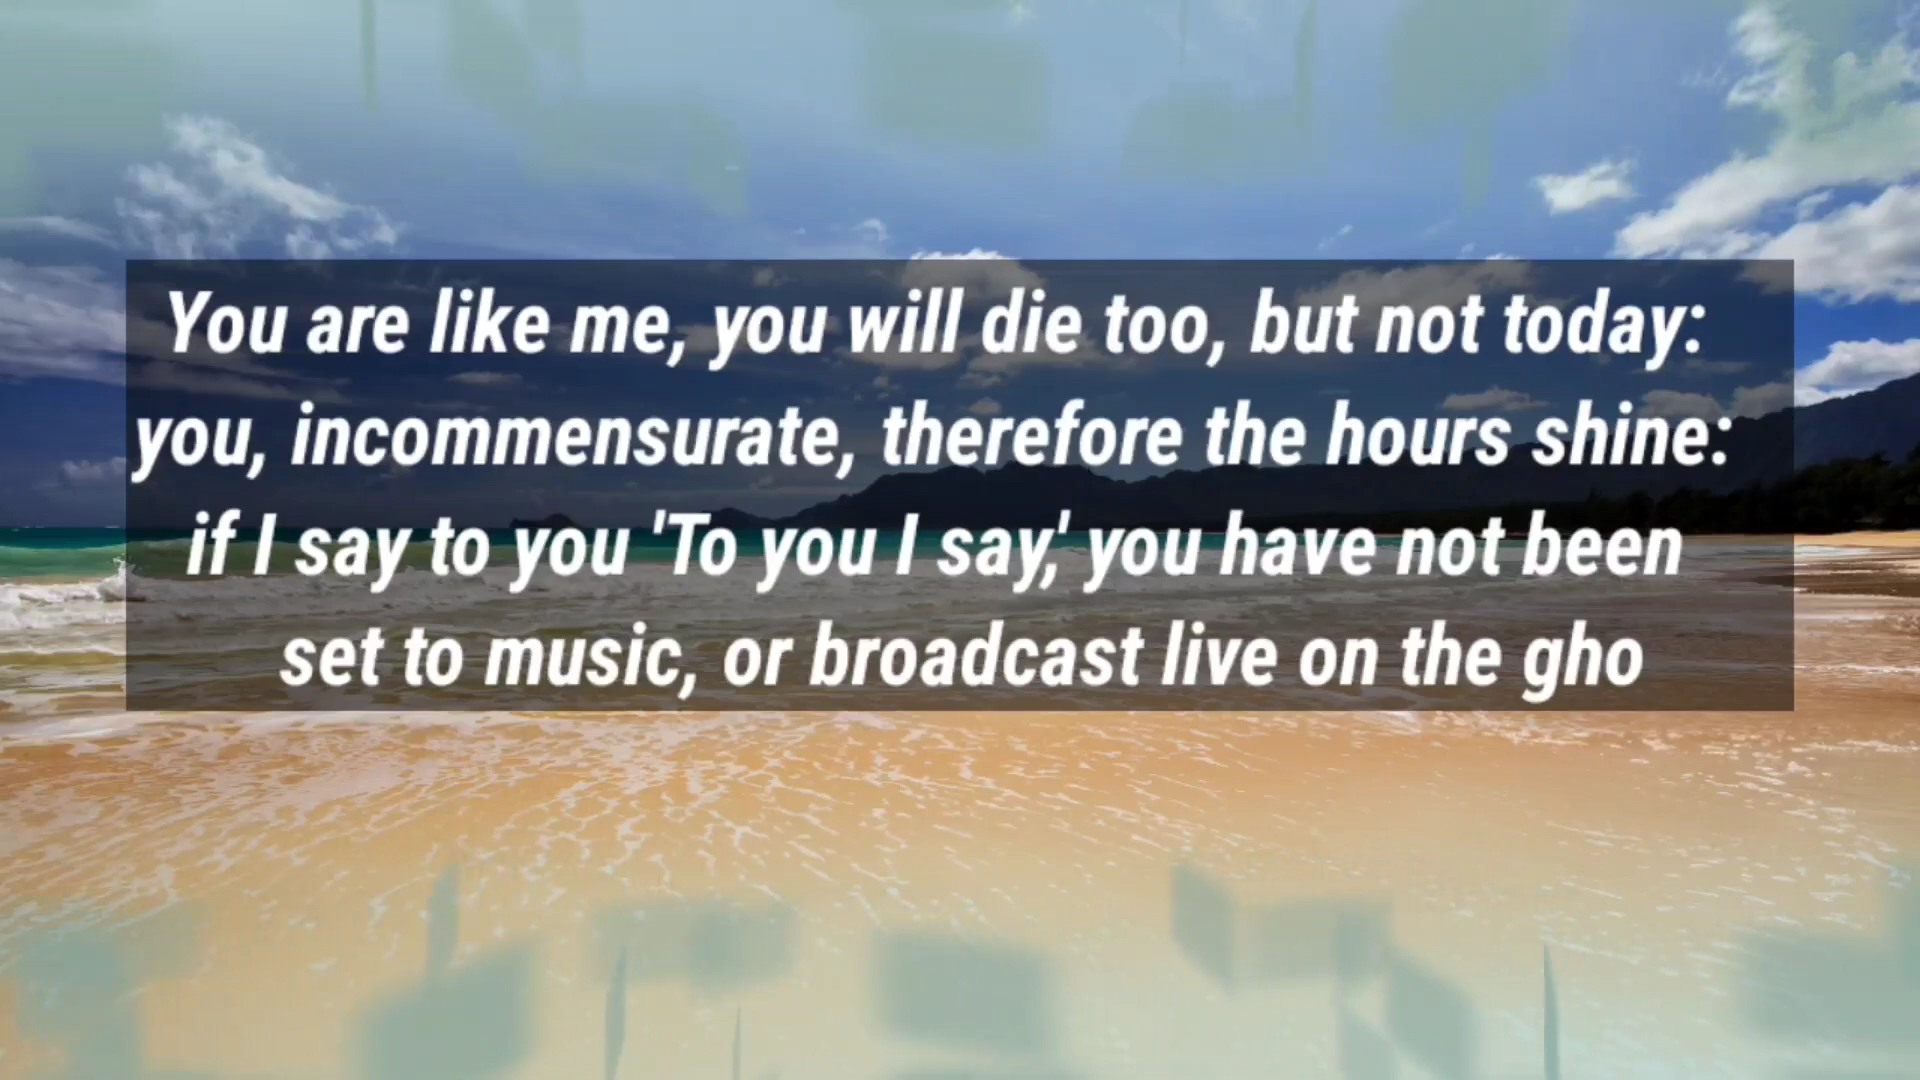 You are like me, you will die too, but not today:
you, incommensurate, therefore the hours shine:
if I say to you 'To you I say,' you have not been
set to music, or broadcast live on the gho